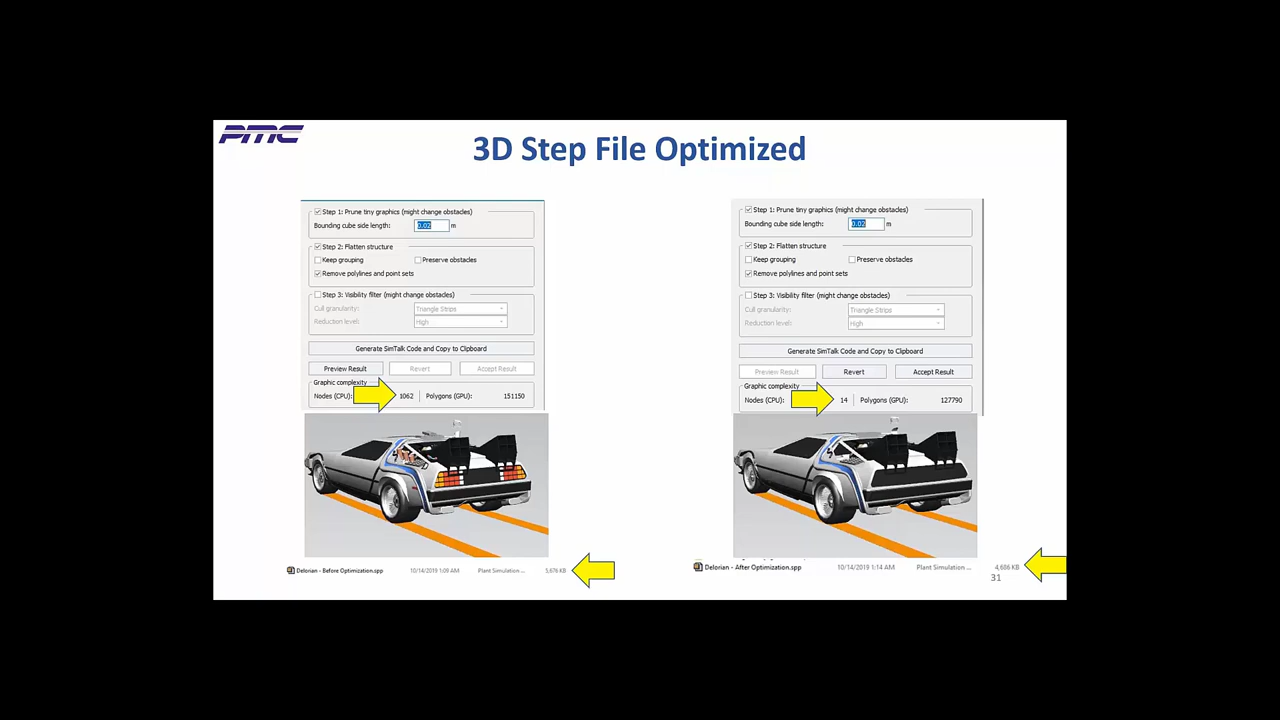 PMC
3D Step File Optimized
Step 1: Prune tiny graphics (might change obstacles)
Bounding cube side length: 0.02 m
Step 2: Flatten structure
Keep grouping Preserve obstacles
Remove polylines and point sets
Step 3: Visibility filter (might change obstacles)
Cull granularity: Triangle Strips
Reduction level: High
Generate SimTalk Code and Copy to Clipboard
Preview Result Revert Accept Result
Graphic complexity
Nodes (CPU): 1062 Polygons (GPU): 151150
Delorian - Before Optimization.spp 10/14/2019 1:09 AM Plant Simulation ... 5,676 KB
Step 1: Prune tiny graphics (might change obstacles)
Bounding cube side length: 0.02 m
Step 2: Flatten structure
Keep grouping Preserve obstacles
Remove polylines and point sets
Step 3: Visibility filter (might change obstacles)
Cull granularity: Triangle Strips
Reduction level: High
Generate SimTalk Code and Copy to Clipboard
Preview Result Revert Accept Result
Graphic complexity
Nodes (CPU): 14 Polygons (GPU): 127790
Delorian - After Optimization.spp 10/14/2019 1:14 AM Plant Simulation ... 4,686 KB
31